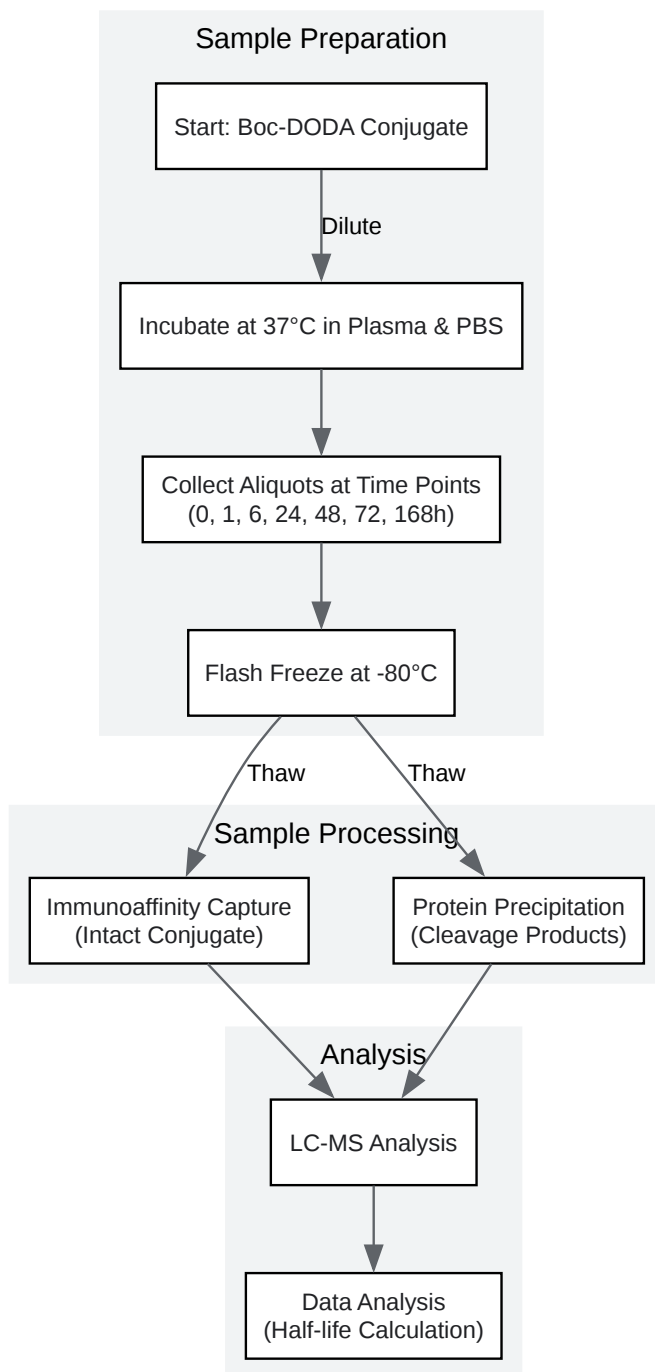 Sample Preparation
Start: Boc-DODA Conjugate
Dilute
Incubate at 37°C in Plasma & PBS
Collect Aliquots at Time Points
(0, 1, 6, 24, 48, 72, 168h)
Flash Freeze at -80°C
Thaw
Thaw
Sample Processing
Immunoaffinity Capture
(Intact Conjugate)
Protein Precipitation
(Cleavage Products)
Analysis
LC-MS Analysis
Data Analysis
(Half-life Calculation)